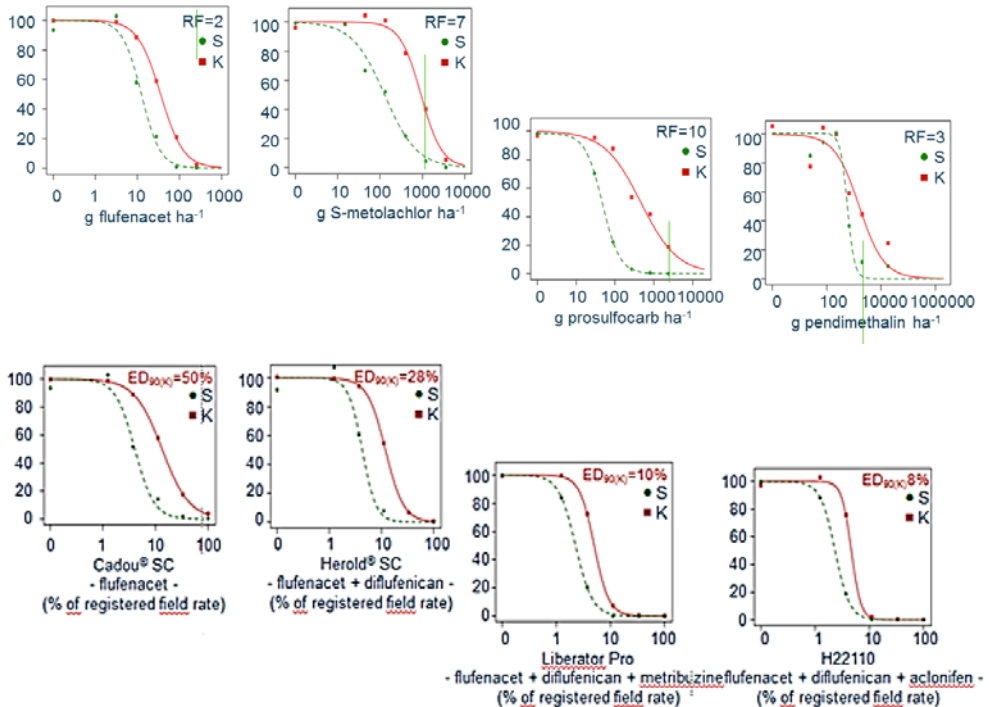 RF=2
S
K
100
80
60
40
20
0
0 1 10 100 1000
g flufenacet ha⁻¹
RF=7
S
K
100
80
60
40
20
0
0 10 100 1000 10000
g S-metolachlor ha⁻¹
RF=10
S
K
100
80
60
40
20
0
0 10 100 1000 10000
g prosulfocarb ha⁻¹
RF=3
S
K
100
80
60
40
20
0
0 100 10000 1000000
g pendimethalin ha⁻¹
ED90(K)=50%
S
K
100
80
60
40
20
0
0 1 10 100
Cadou® SC
- flufenacet -
(% of registered field rate)
ED90(K)=28%
S
K
100
80
60
40
20
0
0 1 10 100
Herold® SC
- flufenacet + diflufenican -
(% of registered field rate)
ED90(K)=10%
S
K
100
80
60
40
20
0
0 1 10 100
Liberator Pro
- flufenacet + diflufenican + metribuzine
(% of registered field rate)
ED90(K)8%
S
K
100
80
60
40
20
0
0 1 10 100
H22110
flufenacet + diflufenican + aclonifen -
(% of registered field rate)